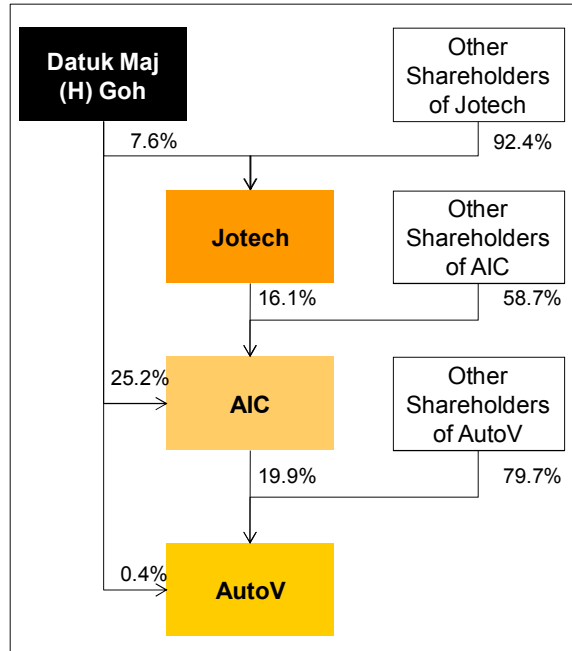 Datuk Maj
(H) Goh
Other
Shareholders
of Jotech
7.6%
92.4%
Jotech
Other
Shareholders
of AIC
16.1%
58.7%
25.2%
AIC
Other
Shareholders
of AutoV
19.9%
79.7%
0.4%
AutoV